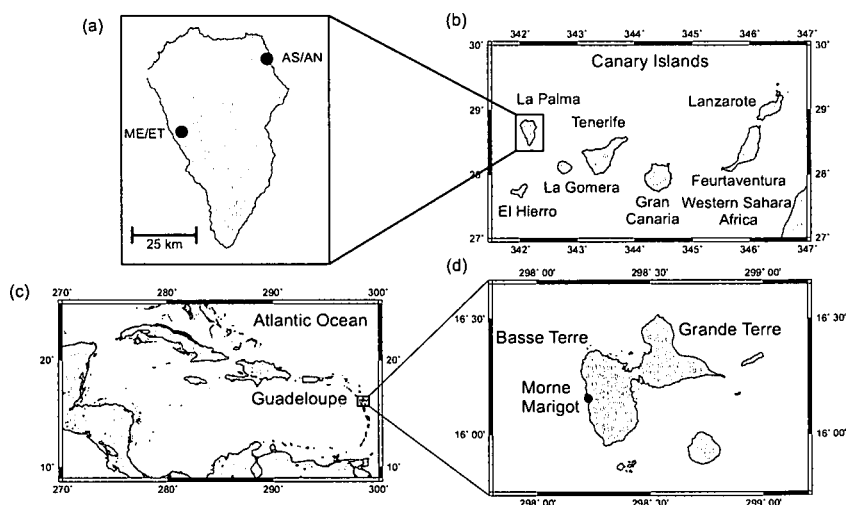 (a)
AS/AN
ME/ET
25 km
(b)
342˚ 343˚ 344˚ 345˚ 346˚ 347˚
30˚ 30˚
Canary Islands
La Palma
Lanzarote
29˚ 29˚
Tenerife
28˚ 28˚
La Gomera
Feurtaventura
El Hierro
Gran
Canaria
Western Sahara
Africa
27˚ 27˚
342˚ 343˚ 344˚ 345˚ 346˚ 347˚
(c)
270˚ 280˚ 290˚ 300˚
Atlantic Ocean
20˚ 20˚
Guadeloupe
10˚ 10˚
270˚ 280˚ 290˚ 300˚
(d)
298˚ 00' 298˚ 30' 299˚ 00'
16˚ 30' 16˚ 30'
Basse Terre
Grande Terre
Morne
Marigot
16˚ 00' 16˚ 00'
298˚ 00' 298˚ 30' 299˚ 00'